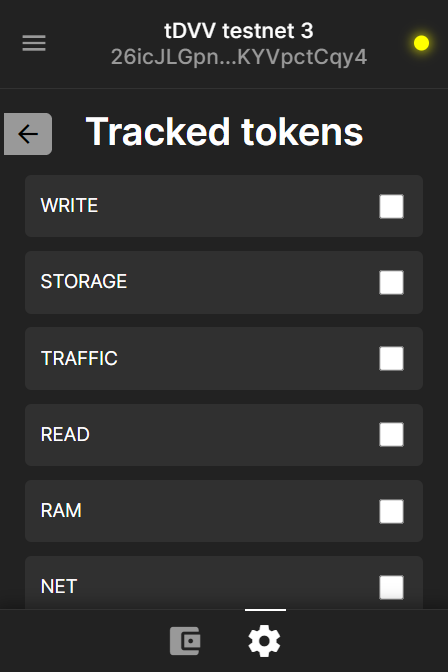 tDVV testnet 3
26icJLGpn...KYVpctCqy4
Tracked tokens
WRITE
STORAGE
TRAFFIC
READ
RAM
NET